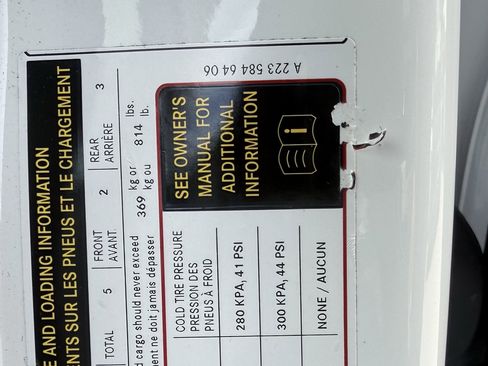 E AND LOADING INFORMATION
ENTS SUR LES PNEUS ET LE CHARGEMENT
TOTAL 5 FRONT AVANT 2 REAR ARRIÈRE 3
d cargo should never exceed
ment ne doit jamais dépasser
369 kg or kg ou 814 lbs. lb.
COLD TIRE PRESSURE
PRESSION DES
PNEUS À FROID
280 KPA, 41 PSI
300 KPA, 44 PSI
NONE / AUCUN
SEE OWNER'S
MANUAL FOR
ADDITIONAL
INFORMATION
A 223 584 64 06